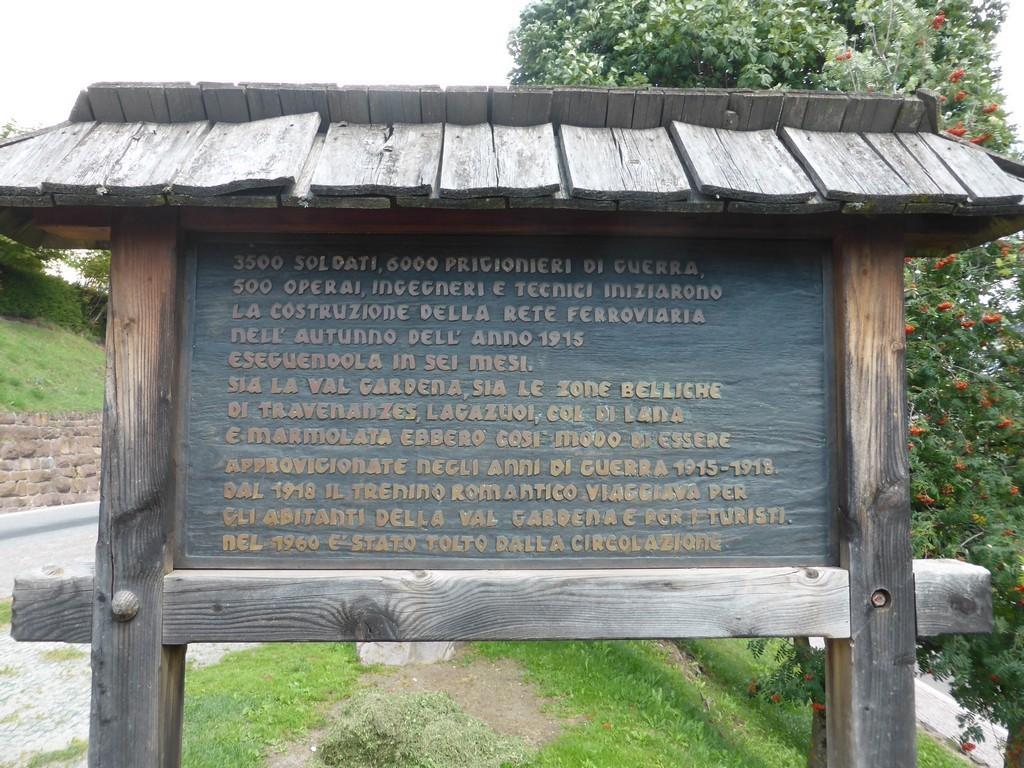 3500 SOLDATI, 6000 PRIGIONIERI DI GUERRA,
500 OPERAI, INGEGNERI E TECNICI INIZIARONO
LA COSTRUZIONE DELLA RETE FERROVIARIA
NELL' AUTUNNO DELL' ANNO 1915
ESEGUENDOLA IN SEI MESI.
SIA LA VAL GARDENA, SIA LE ZONE BELLICHE
DI TRAVENANZES, LAGAZUOI, COL DI LANA
E MARMOLATA EBBERO COSI' MODO DI ESSERE
APPROVIGIONATE NEGLI ANNI DI GUERRA 1915-1918.
DAL 1918 IL TRENINO ROMANTICO VIAGGIAVA PER
GLI ABITANTI DELLA VAL GARDENA E PER I TURISTI.
NEL 1960 E' STATO TOLTO DALLA CIRCOLAZIONE